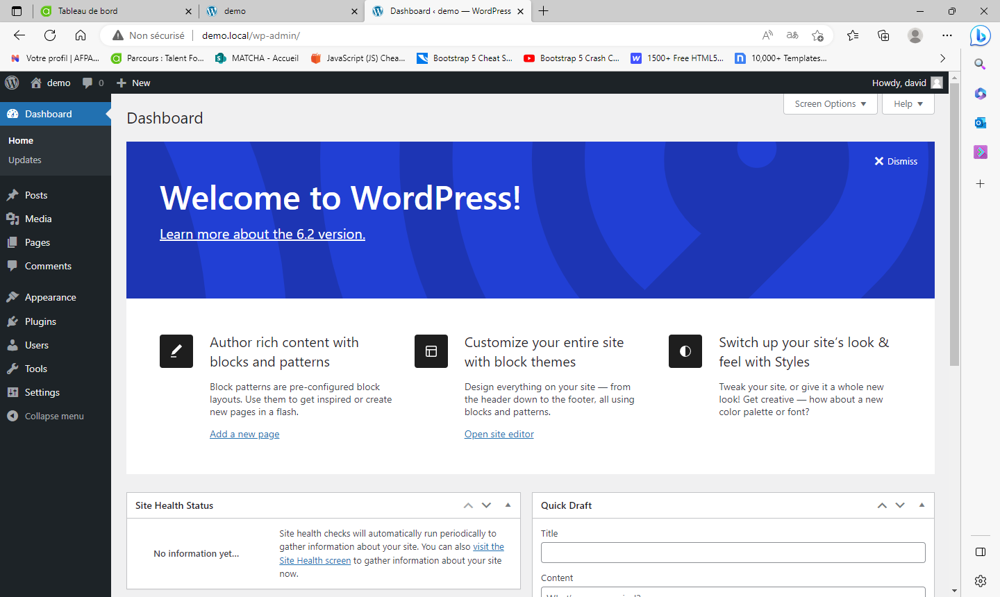 Tableau de bord
demo
Dashboard ‹ demo — WordPress
Non sécurisé
demo.local/wp-admin/
Votre profil | AFPA...
Parcours : Talent Fo...
MATCHA - Accueil
JavaScript (JS) Chea...
Bootstrap 5 Cheat S...
Bootstrap 5 Crash C...
1500+ Free HTML5...
10,000+ Templates...
demo
0
New
Howdy, david
Dashboard
Home
Updates
Posts
Media
Pages
Comments
Appearance
Plugins
Users
Tools
Settings
Collapse menu
Screen Options
Help
Dashboard
Dismiss
Welcome to WordPress!
Learn more about the 6.2 version.
Author rich content with
blocks and patterns
Block patterns are pre-configured block
layouts. Use them to get inspired or create
new pages in a flash.
Add a new page
Customize your entire site
with block themes
Design everything on your site — from
the header down to the footer, all using
blocks and patterns.
Open site editor
Switch up your site’s look &
feel with Styles
Tweak your site, or give it a whole new
look! Get creative — how about a new
color palette or font?
Site Health Status
No information yet...
Site health checks will automatically run periodically to
gather information about your site. You can also visit the
Site Health screen to gather information about your site
now.
Quick Draft
Title
Content